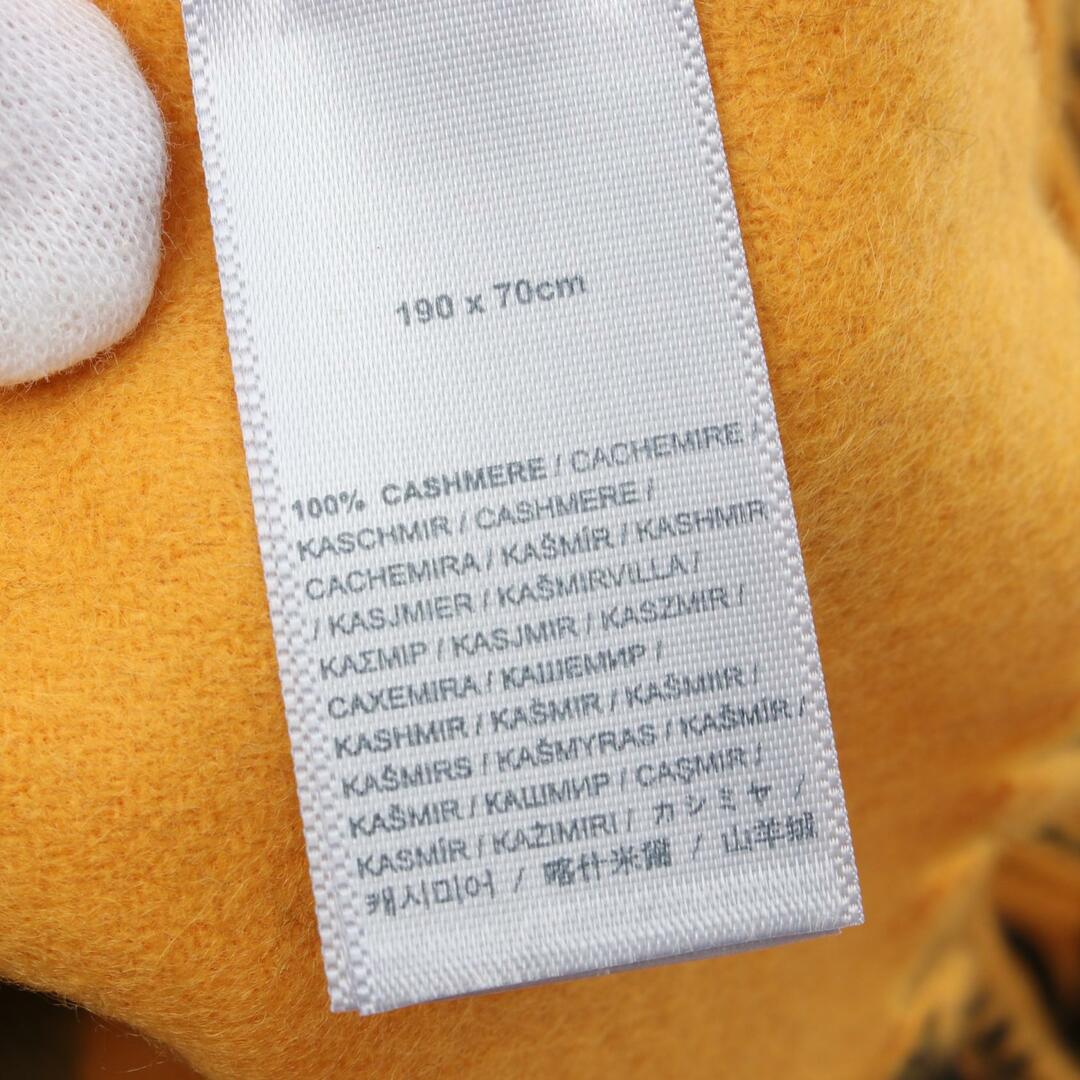 190 x 70cm
100% CASHMERE / CACHEMIRE /
KASCHMIR / CASHMERE /
CACHEMIRA / KAŠMÍR / KASHMIR
/ KASJMIER / KAŠMIRVILLA /
ΚΑΣΜΙΡ / KASJMIR / KASZMIR /
CAXEMIRA / КАШЕМИР /
KASHMIR / KAŠMIR / KAŠMIIR /
KAŠMIRS / KAŠMYRAS / KAŠMÍR /
KAŠMIR / КАШМИР / CAŞMIR /
KASMÍR / KAŻIMIRI / カシミヤ /
캐시미어 / 喀什米爾 / 山羊绒